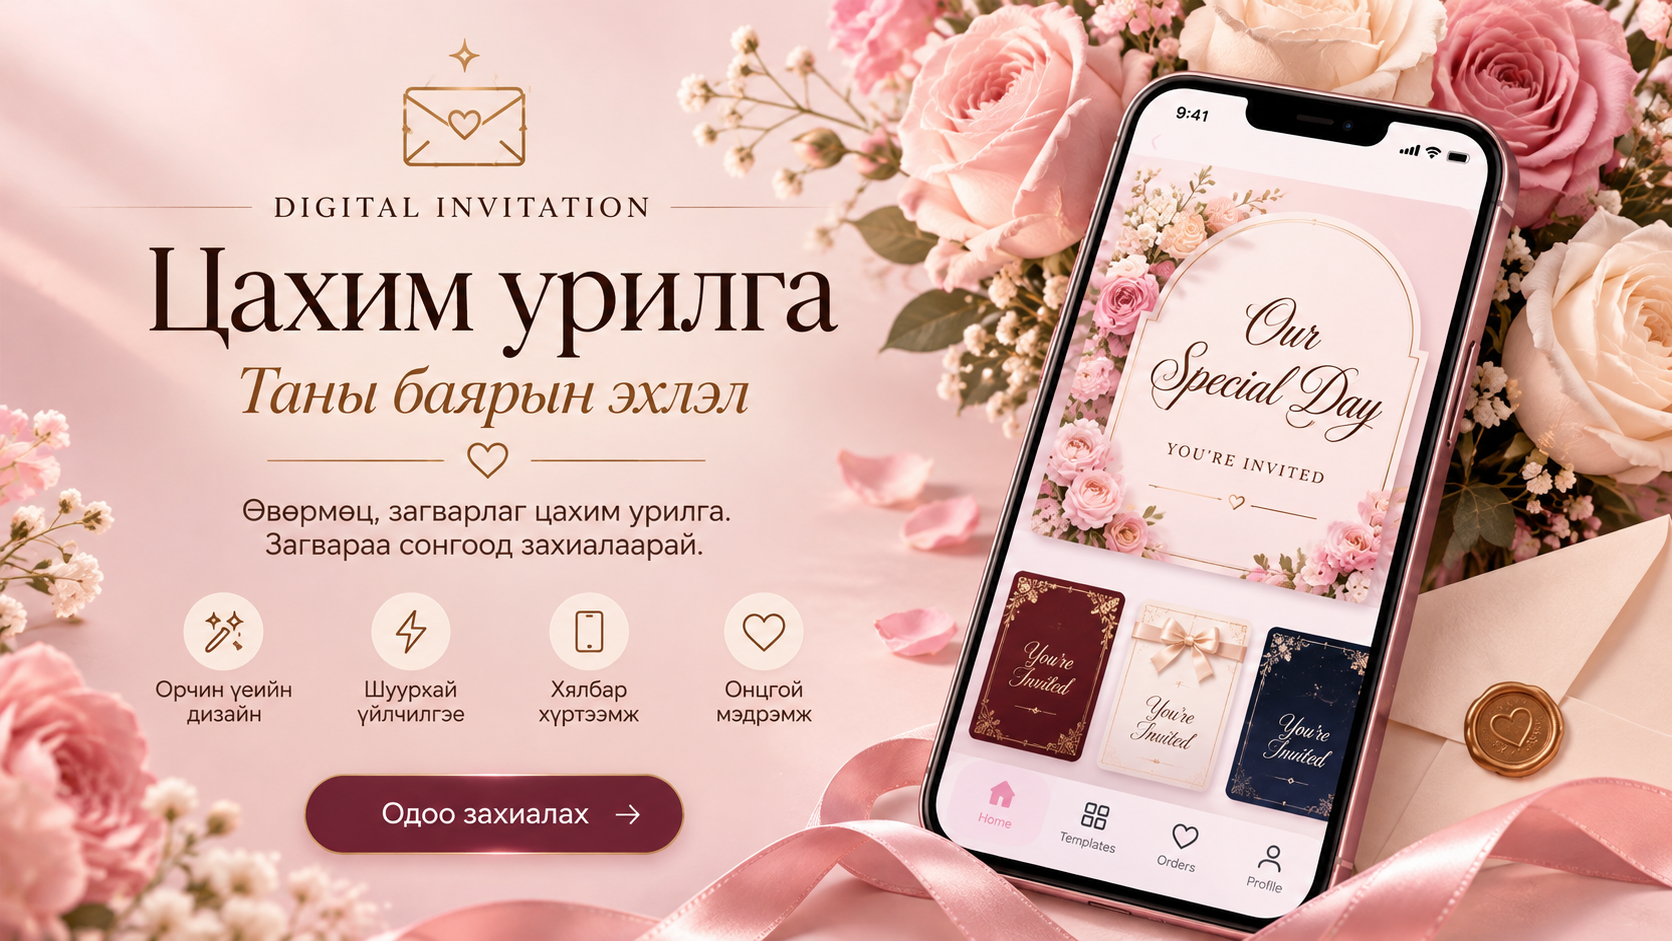 DIGITAL INVITATION
Цахим урилга
Таны баярын эхлэл
Өвөрмөц, загварлаг цахим урилга.
Загвараа сонгоод захиалаарай.
Орчин үеийн
дизайн
Шуурхай
үйлчилгэе
Хялбар
хүртээмж
Онцгой
мэдрэмж
Одоо захиалах
9:41
Our
Special Day
YOU'RE INVITED
You're
Invited
You're
Invited
You're
Invited
Home
Templates
Orders
Profile